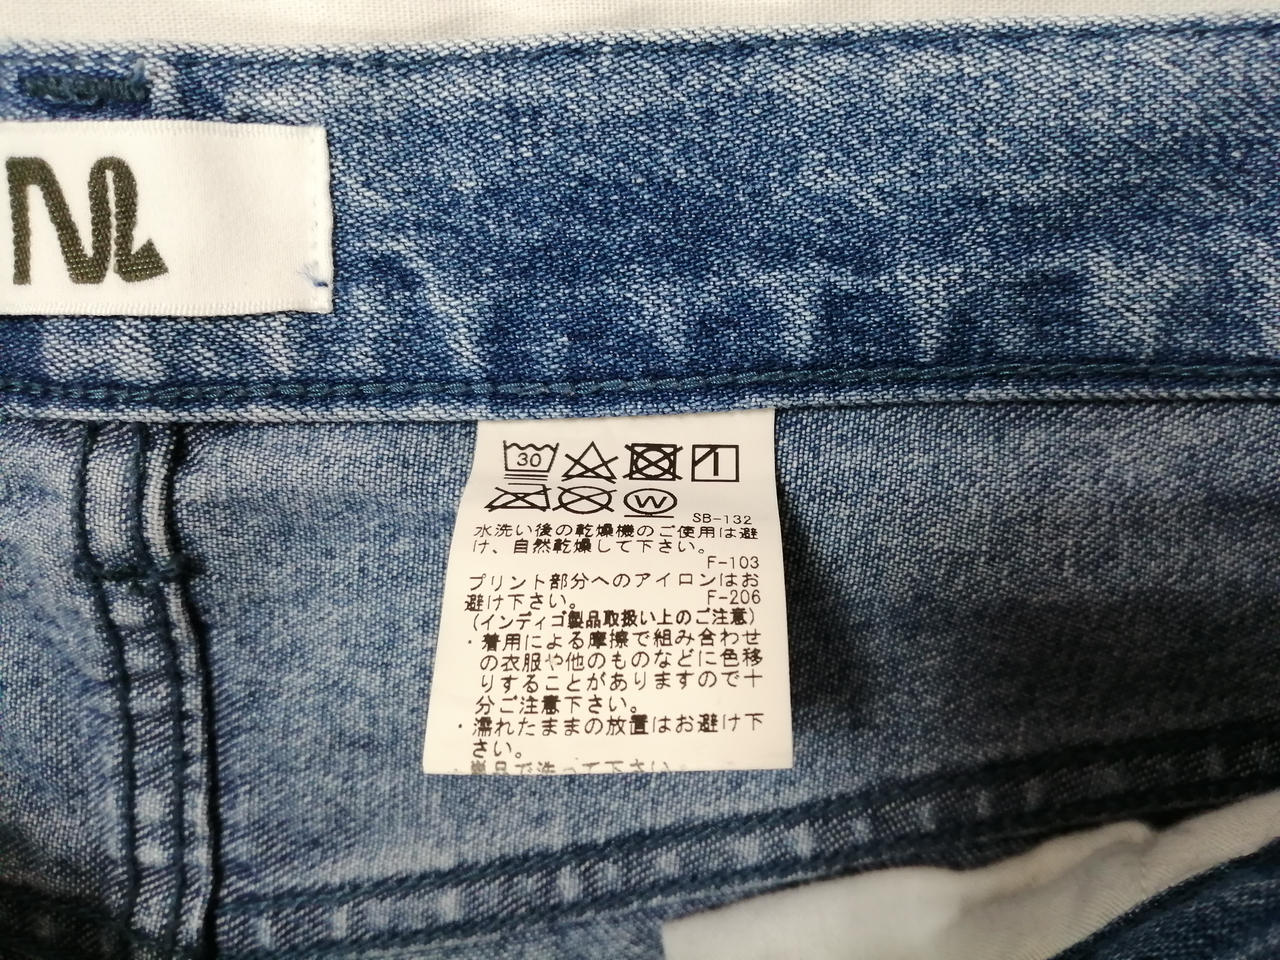 30
W
SB-132
水洗い後の乾燥機のご使用は避
け、自然乾燥して下さい。
F-103
プリント部分へのアイロンはお
避け下さい。
F-206
(インディゴ製品取扱い上のご注意)
・着用による摩擦で組み合わせ
の衣服や他のものなどに色移
りすることがありますので十
分ご注意下さい。
・濡れたままの放置はお避け下
さい。